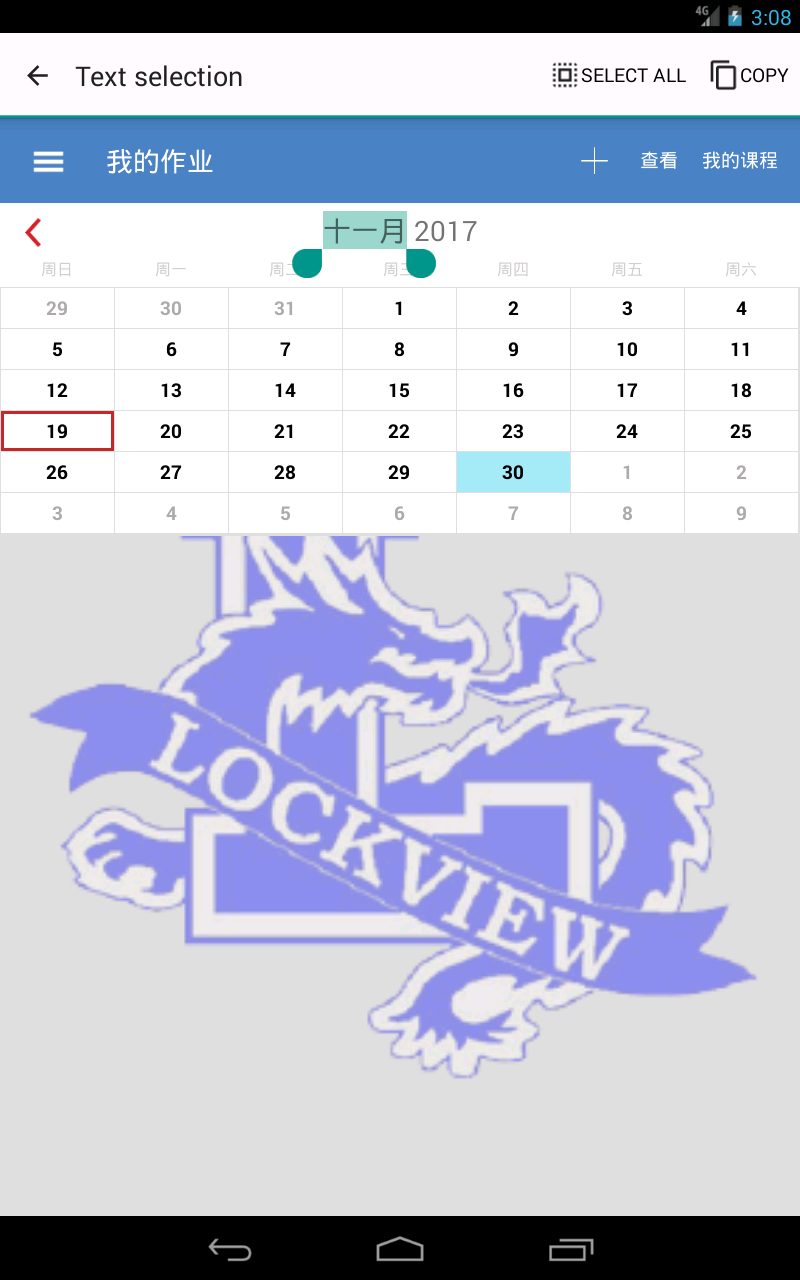 4G 3:08
Text selection SELECT ALL COPY
我的作业 查看 我的课程
十一月 2017
周日 周一 周二 周三 周四 周五 周六
29 30 31 1 2 3 4
5 6 7 8 9 10 11
12 13 14 15 16 17 18
19 20 21 22 23 24 25
26 27 28 29 30 1 2
3 4 5 6 7 8 9
LOCKVIEW